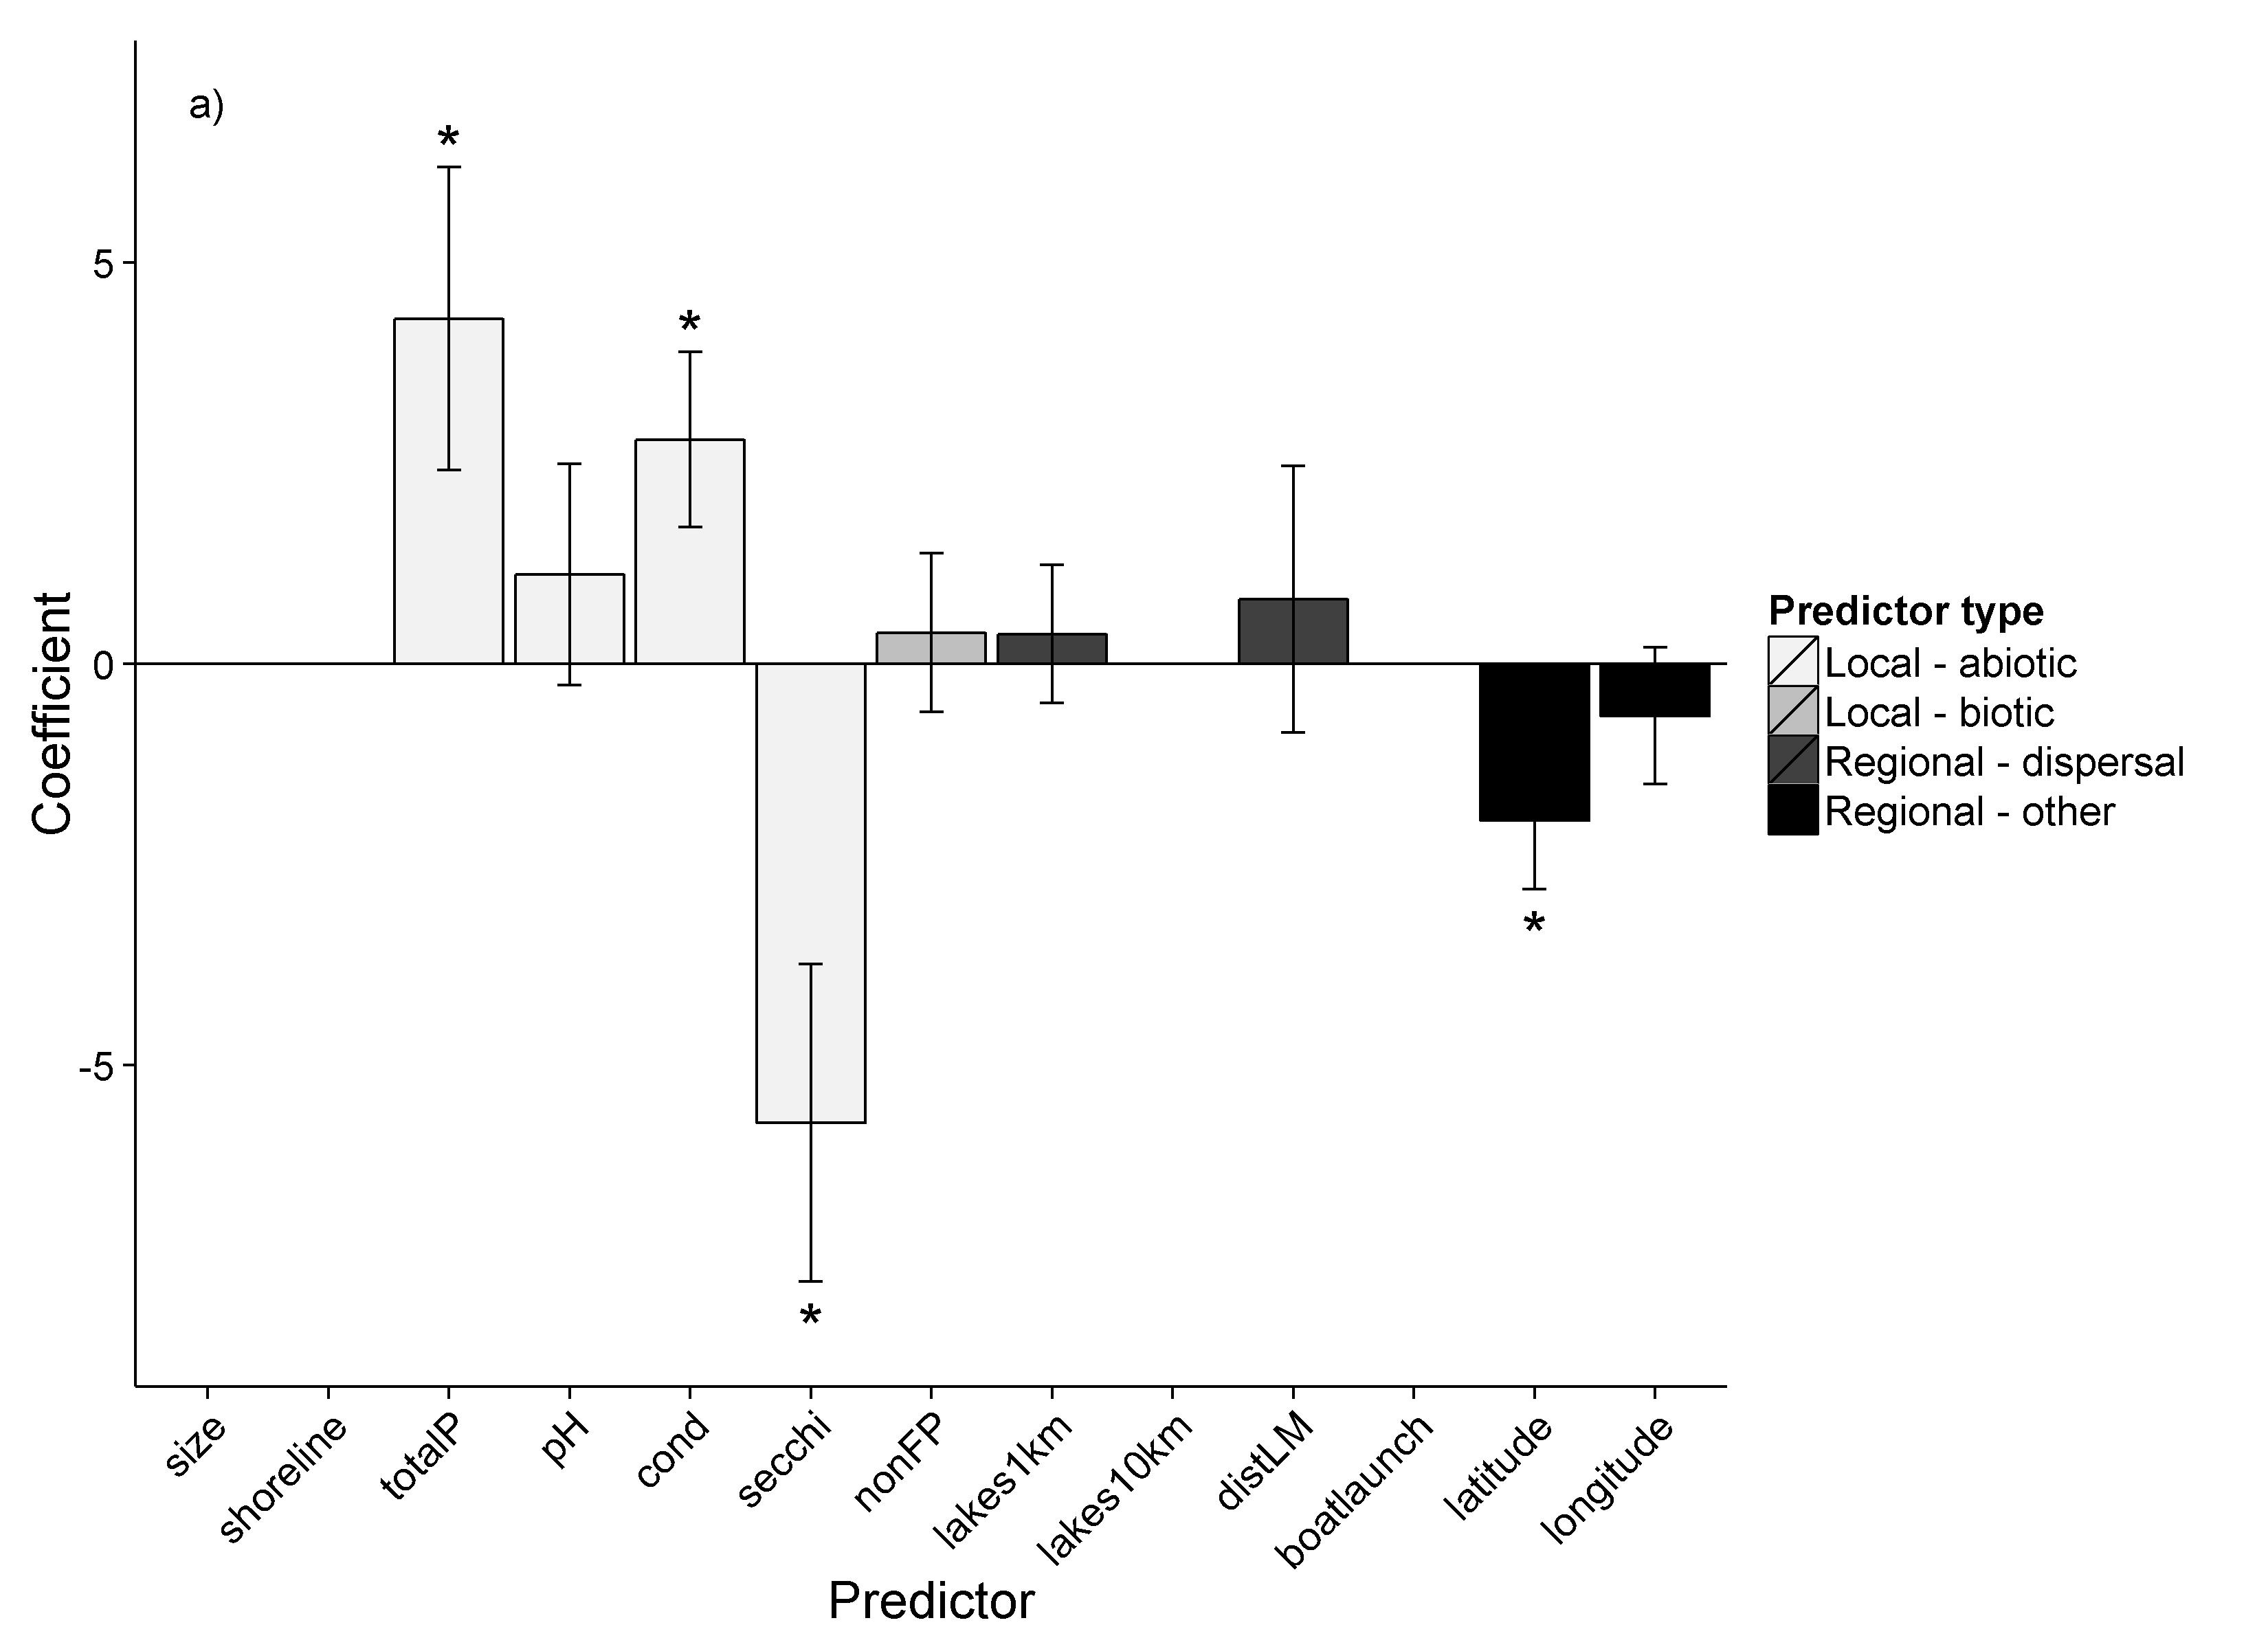 a)
*
*
5
0
-5
*
*
Coefficient
size
shoreline
totalP
pH
cond
secchi
nonFP
lakes1km
lakes10km
distLM
boatlaunch
latitude
longitude
Predictor
Predictor type
Local - abiotic
Local - biotic
Regional - dispersal
Regional - other